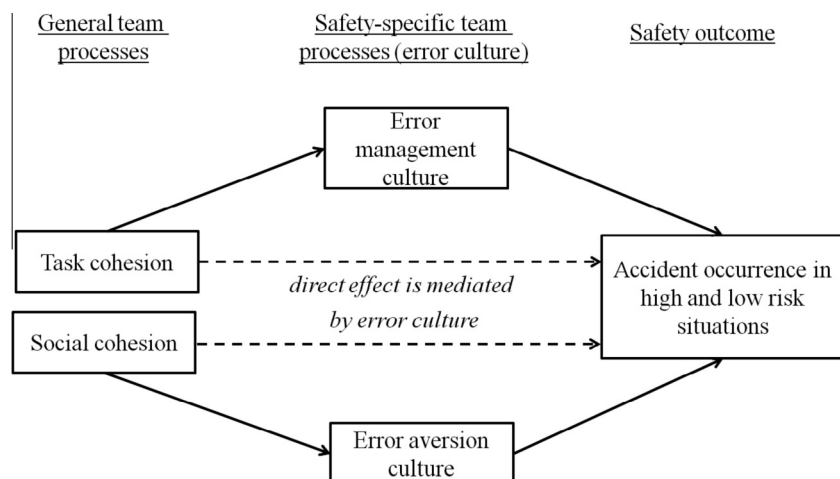 General team
processes
Safety-specific team
processes (error culture)
Safety outcome
Error
management
culture
Task cohesion
direct effect is mediated
by error culture
Accident occurrence in
high and low risk
situations
Social cohesion
Error aversion
culture